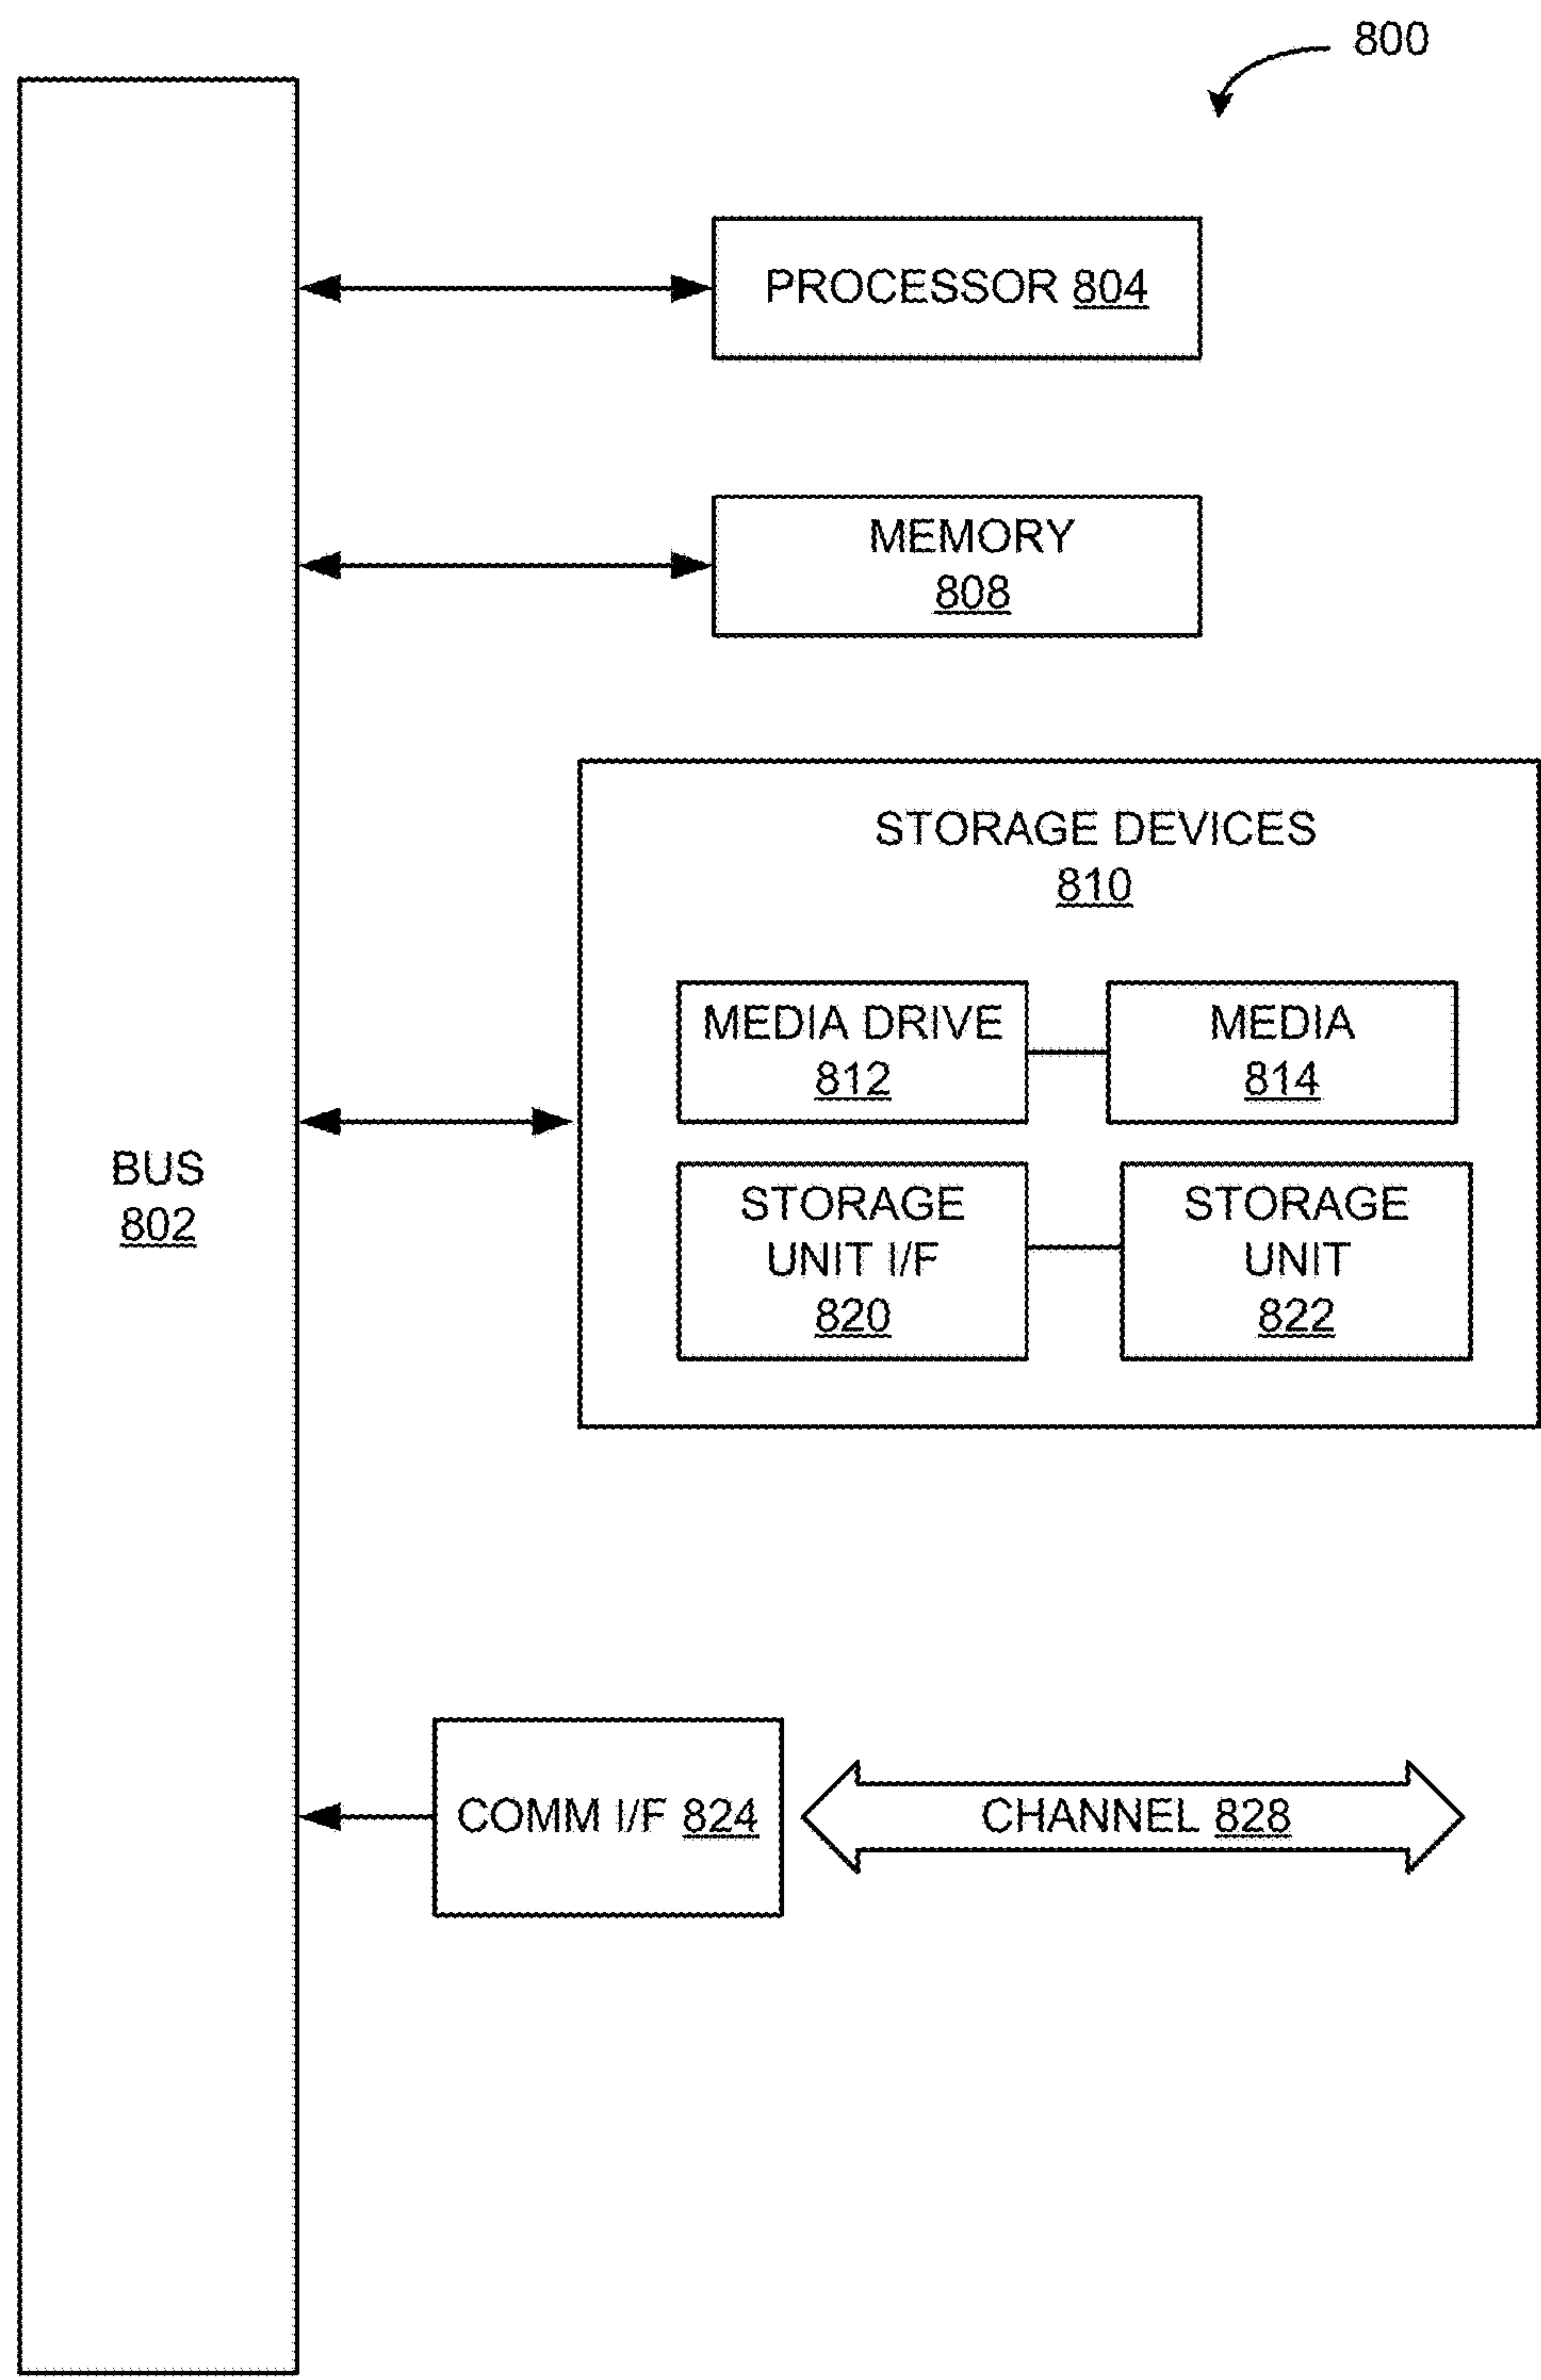 800
PROCESSOR 804
MEMORY
808
STORAGE DEVICES
810
MEDIA DRIVE
812
MEDIA
814
BUS
802
STORAGE
UNIT I/F
820
STORAGE
UNIT
822
COMM I/F 824
CHANNEL 828